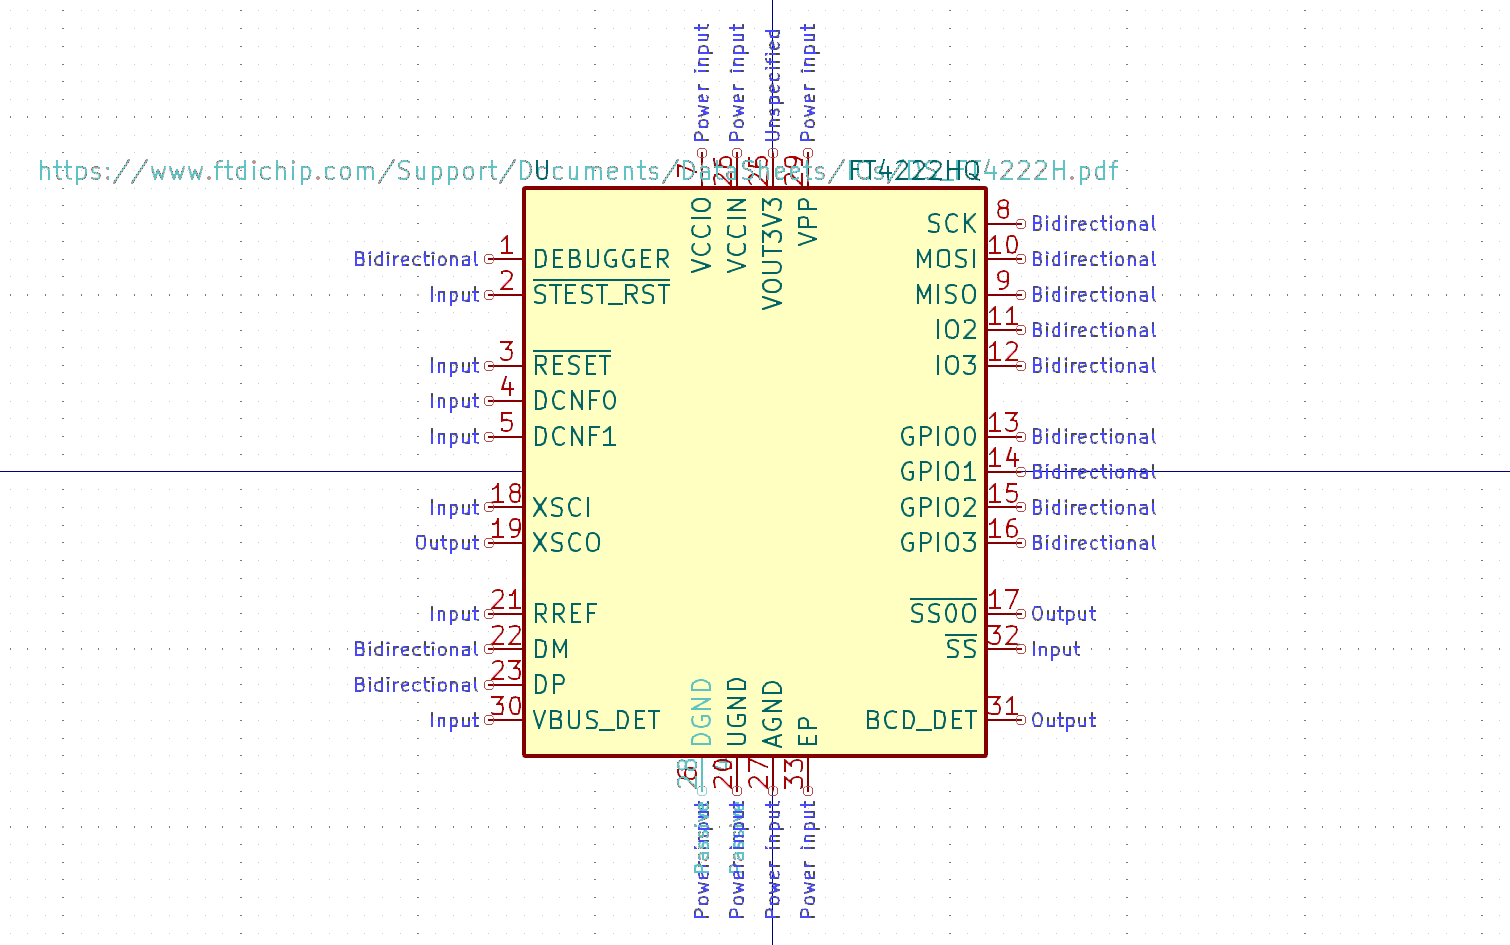 Power input
Power input
Unspecified
Power input
https://www.ftdichip.com/Support/Documents/DataSheets/ICs/DS_FT4222H.pdf
U
FT4222HQ
7
25
26
29
VCCIO
VCCIN
VOUT3V3
VPP
SCK 8 Bidirectional
Bidirectional 1 DEBUGGER
MOSI 10 Bidirectional
Input 2 STEST_RST
MISO 9 Bidirectional
IO2 11 Bidirectional
Input 3 RESET
IO3 12 Bidirectional
Input 4 DCNF0
Input 5 DCNF1
GPIO0 13 Bidirectional
GPIO1 14 Bidirectional
Input 18 XSCI
GPIO2 15 Bidirectional
Output 19 XSCO
GPIO3 16 Bidirectional
Input 21 RREF
SS0O 17 Output
Bidirectional 22 DM
SS 32 Input
Bidirectional 23 DP
Input 30 VBUS_DET
BCD_DET 31 Output
DGND
UGND
AGND
EP
20
27
33
Power input
Passive
Power input
Passive
Power input
Power input